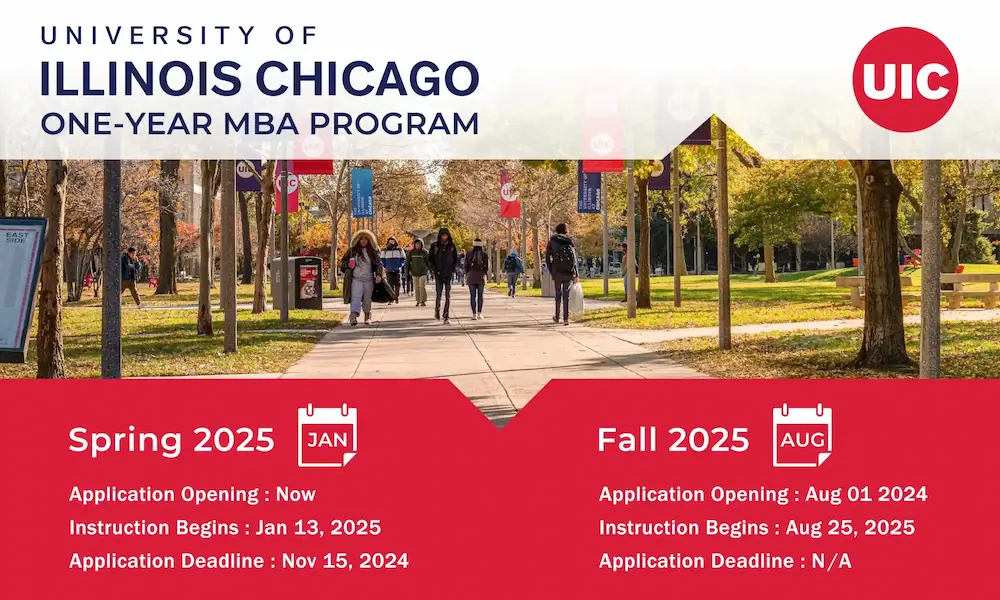 UNIVERSITY OF
ILLINOIS CHICAGO
ONE-YEAR MBA PROGRAM
UIC
EAST
SIDE
Spring 2025
JAN
Application Opening : Now
Instruction Begins : Jan 13, 2025
Application Deadline : Nov 15, 2024
Fall 2025
AUG
Application Opening : Aug 01 2024
Instruction Begins : Aug 25, 2025
Application Deadline : N/A